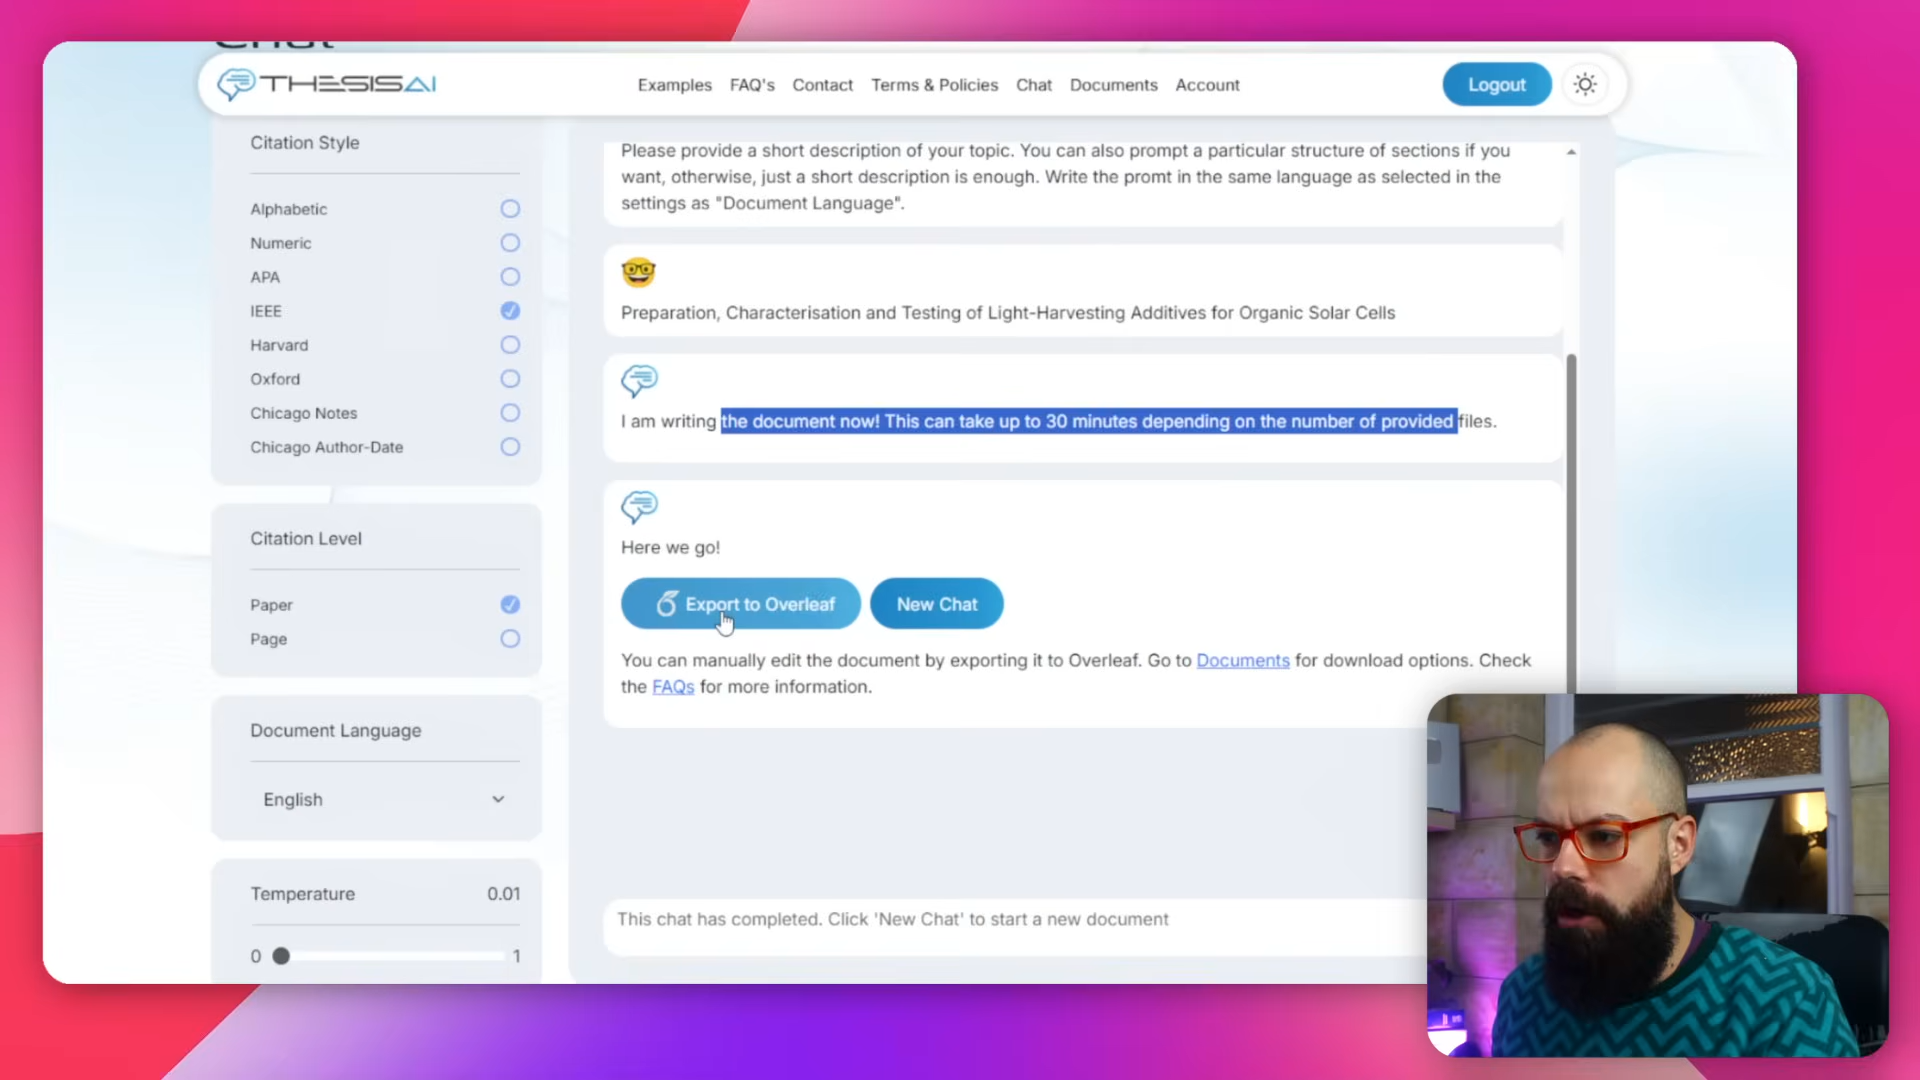 THESISAI
Examples FAQ's Contact Terms & Policies Chat Documents Account
Logout
Citation Style
Alphabetic
Numeric
APA
IEEE
Harvard
Oxford
Chicago Notes
Chicago Author-Date
Citation Level
Paper
Page
Document Language
English
Temperature 0.01
0 1
Please provide a short description of your topic. You can also prompt a particular structure of sections if you
want, otherwise, just a short description is enough. Write the promt in the same language as selected in the
settings as "Document Language".
Preparation, Characterisation and Testing of Light-Harvesting Additives for Organic Solar Cells
I am writing the document now! This can take up to 30 minutes depending on the number of provided files.
Here we go!
Export to Overleaf
New Chat
You can manually edit the document by exporting it to Overleaf. Go to Documents for download options. Check
the FAQs for more information.
This chat has completed. Click 'New Chat' to start a new document